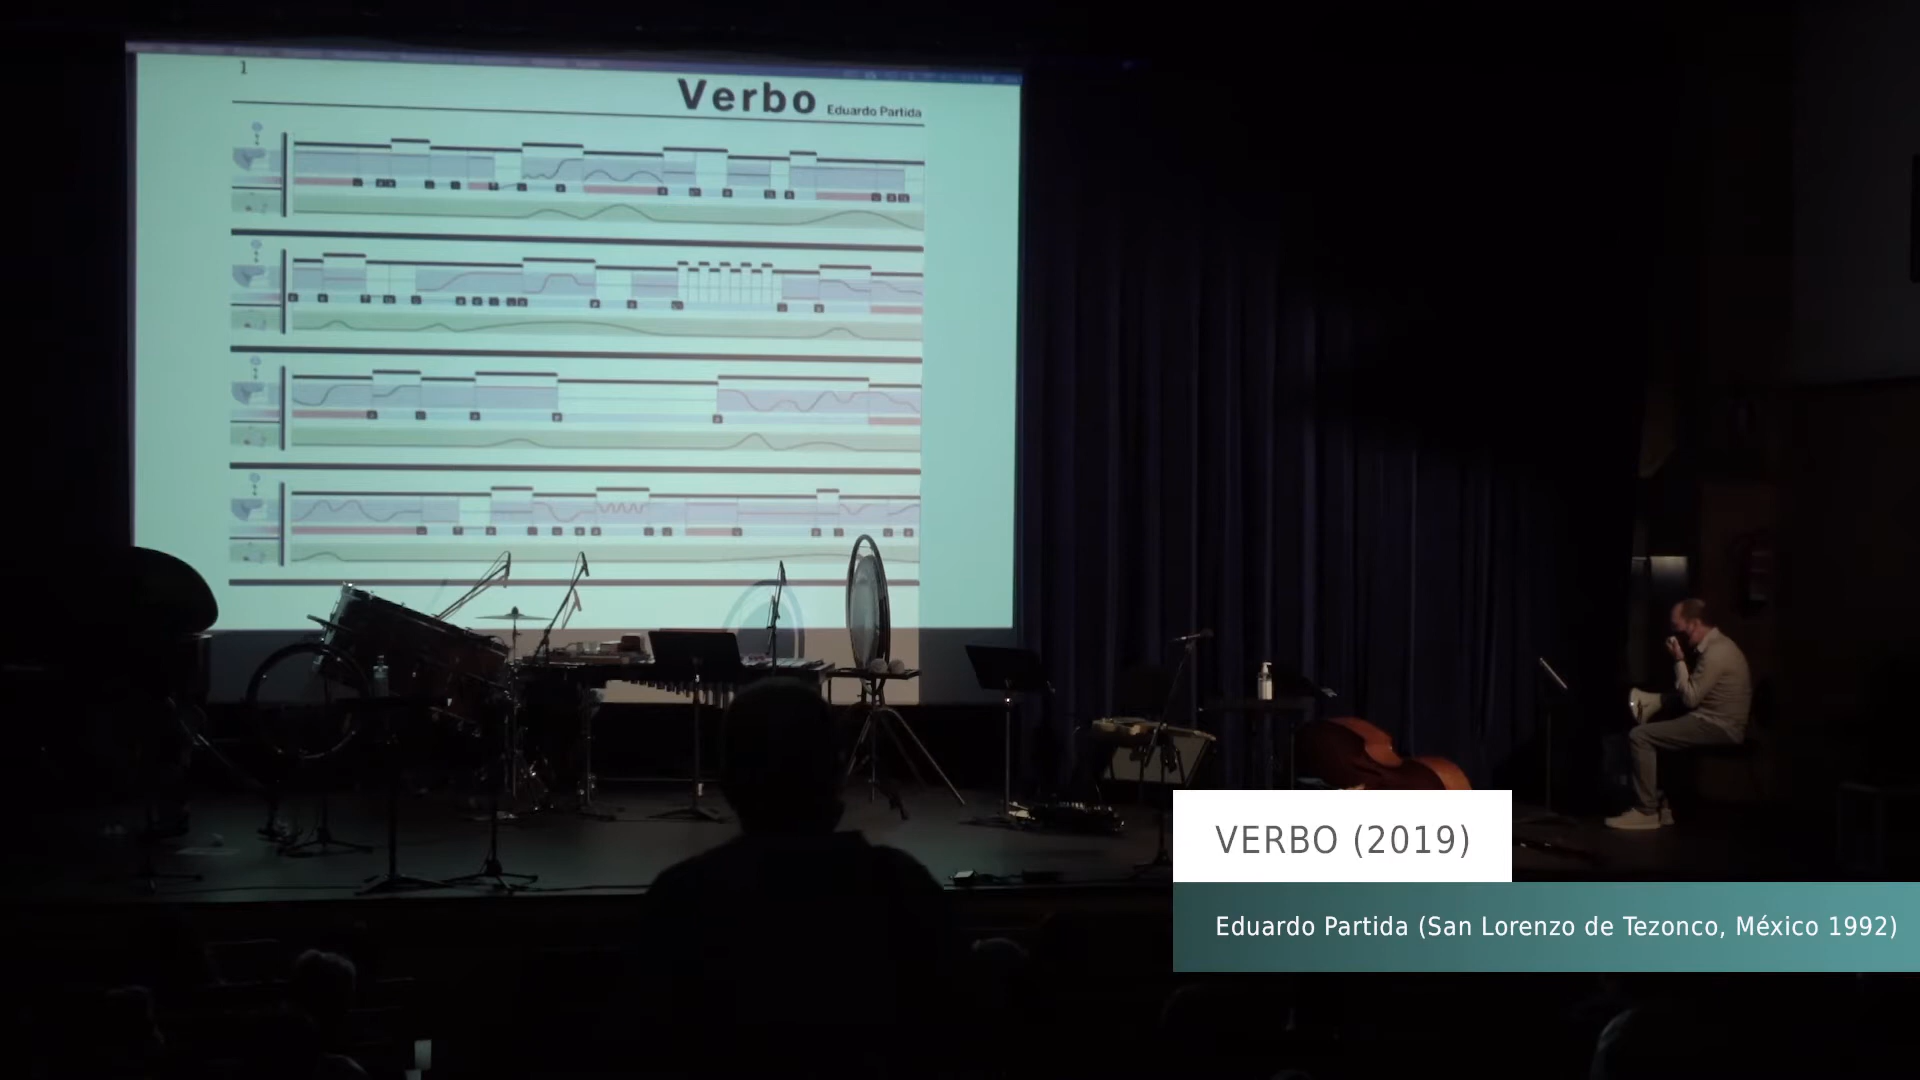 1
Verbo
Eduardo Partida
VERBO (2019)
Eduardo Partida (San Lorenzo de Tezonco, México 1992)